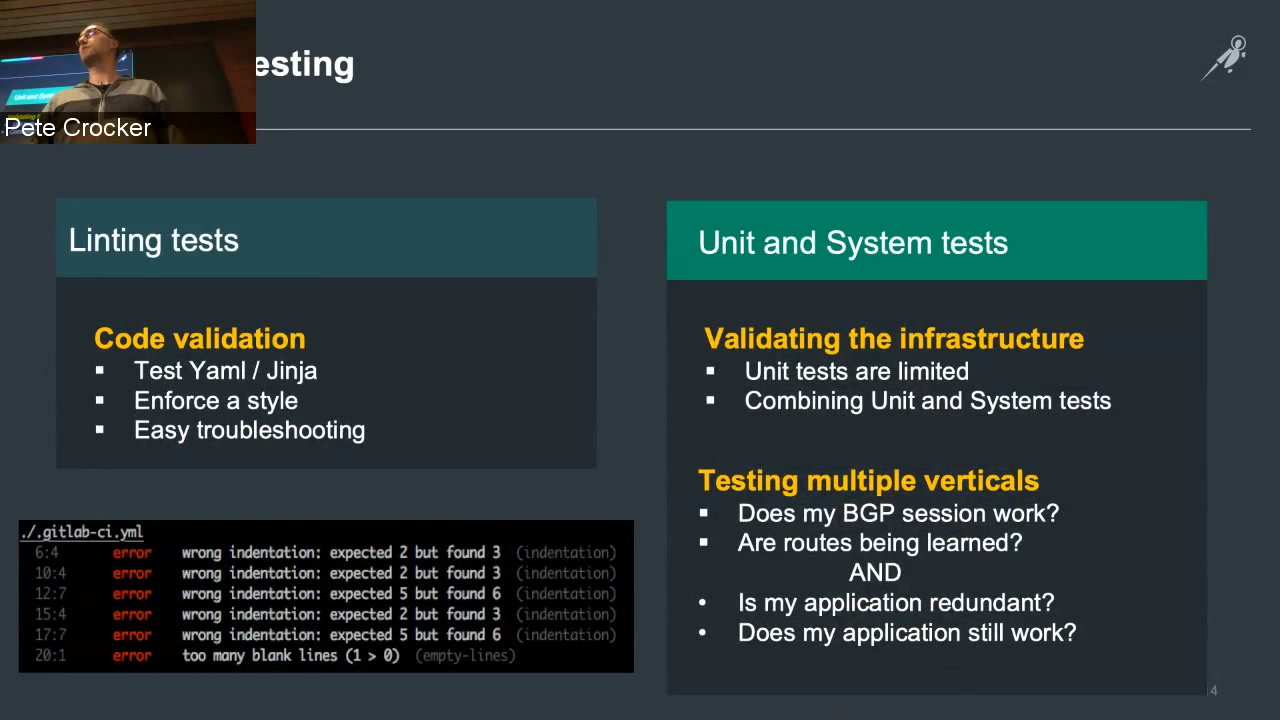 esting
Pete Crocker
Linting tests
Code validation
▪ Test Yaml / Jinja
▪ Enforce a style
▪ Easy troubleshooting
./.gitlab-ci.yml
6:4 error wrong indentation: expected 2 but found 3 (indentation)
10:4 error wrong indentation: expected 2 but found 3 (indentation)
12:7 error wrong indentation: expected 5 but found 6 (indentation)
15:4 error wrong indentation: expected 2 but found 3 (indentation)
17:7 error wrong indentation: expected 5 but found 6 (indentation)
20:1 error too many blank lines (1 > 0) (empty-lines)
Unit and System tests
Validating the infrastructure
▪ Unit tests are limited
▪ Combining Unit and System tests
Testing multiple verticals
▪ Does my BGP session work?
▪ Are routes being learned?
AND
• Is my application redundant?
• Does my application still work?
4